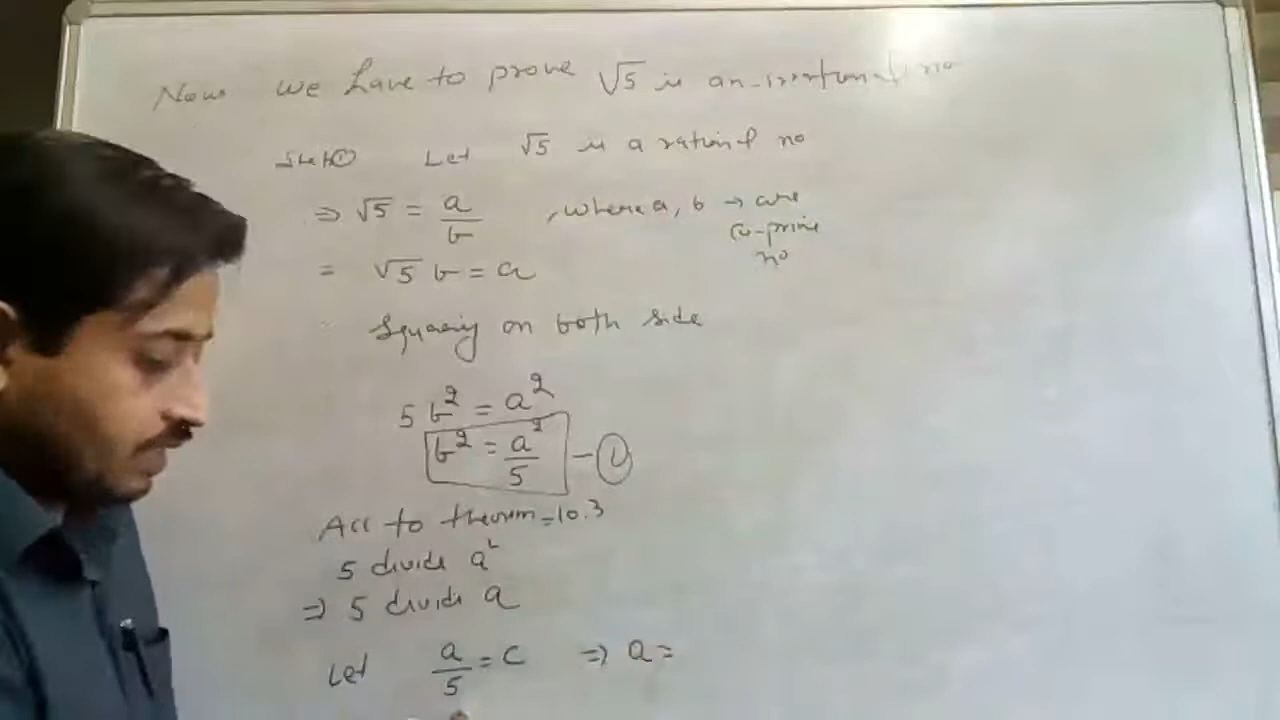 Now we have to prove √5 is an irrational no
Step① Let √5 is a rational no
⇒ √5 = a/b , where a, b → are
co-prime
no
= √5 b = a
Squaring on both side
5 b² = a²
b² = a²/5 – ①
Acc to theorem = 10.3
5 divide a²
⇒ 5 divide a
Let a/5 = c ⇒ a =